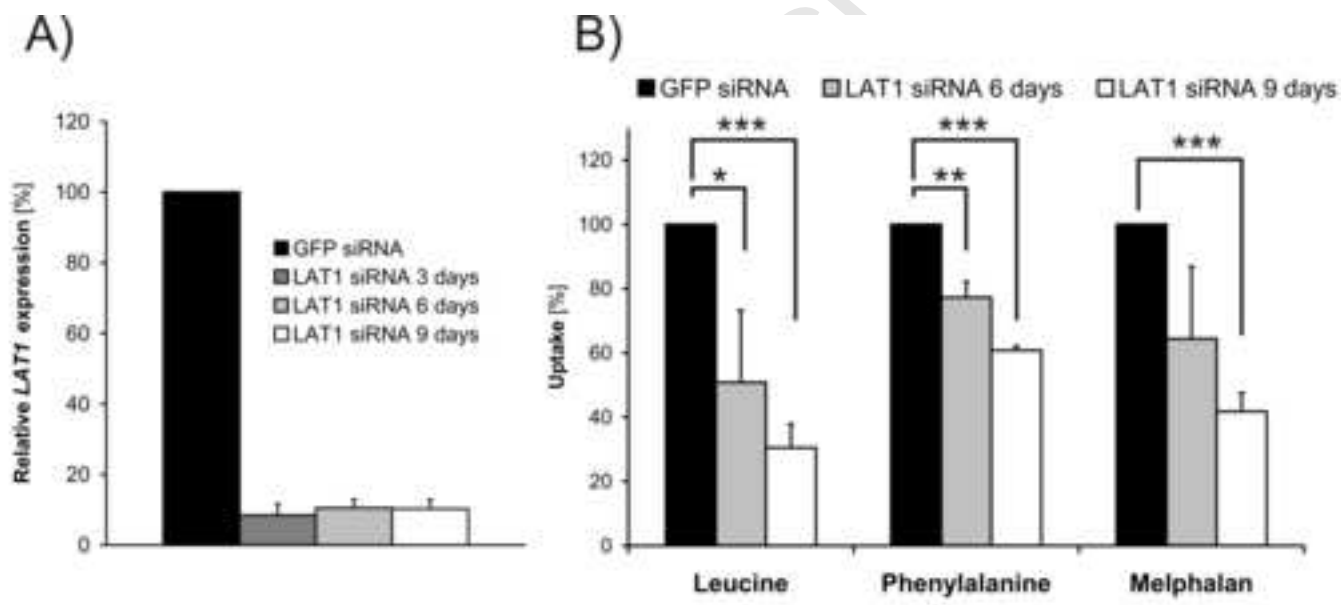 A)
Relative LAT1 expression [%]
120
100
80
60
40
20
0
GFP siRNA
LAT1 siRNA 3 days
LAT1 siRNA 6 days
LAT1 siRNA 9 days
B)
GFP siRNA LAT1 siRNA 6 days LAT1 siRNA 9 days
Uptake [%]
120
100
80
60
40
20
0
*** *** ***
* **
Leucine Phenylalanine Melphalan